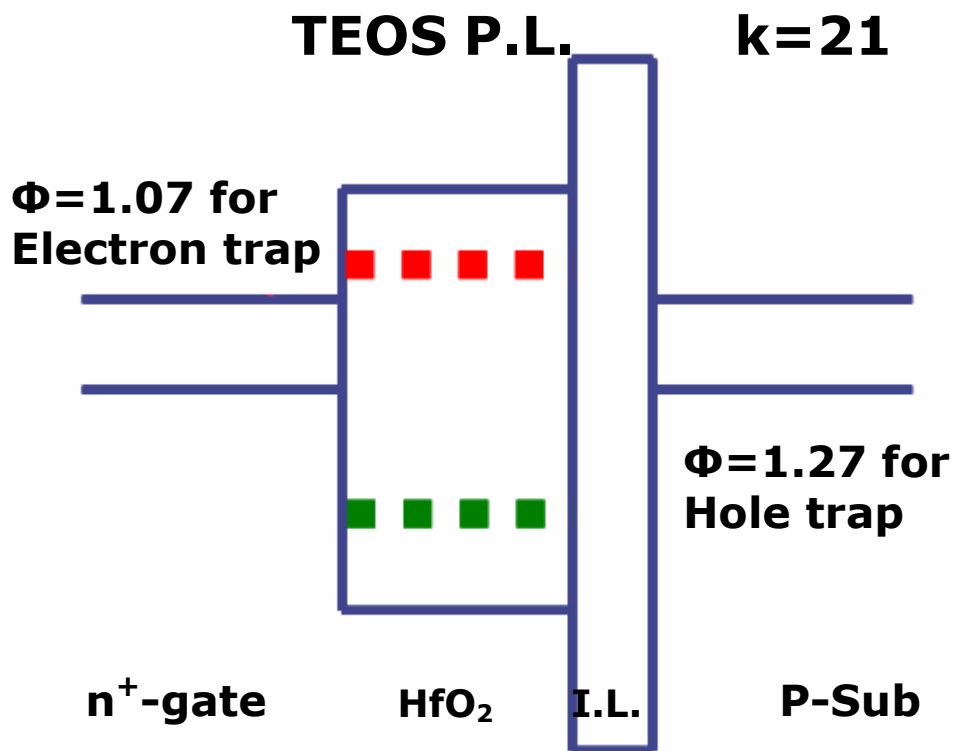 TEOS P.L.
k=21
Φ=1.07 for
Electron trap
Φ=1.27 for
Hole trap
n⁺-gate
HfO₂
I.L.
P-Sub